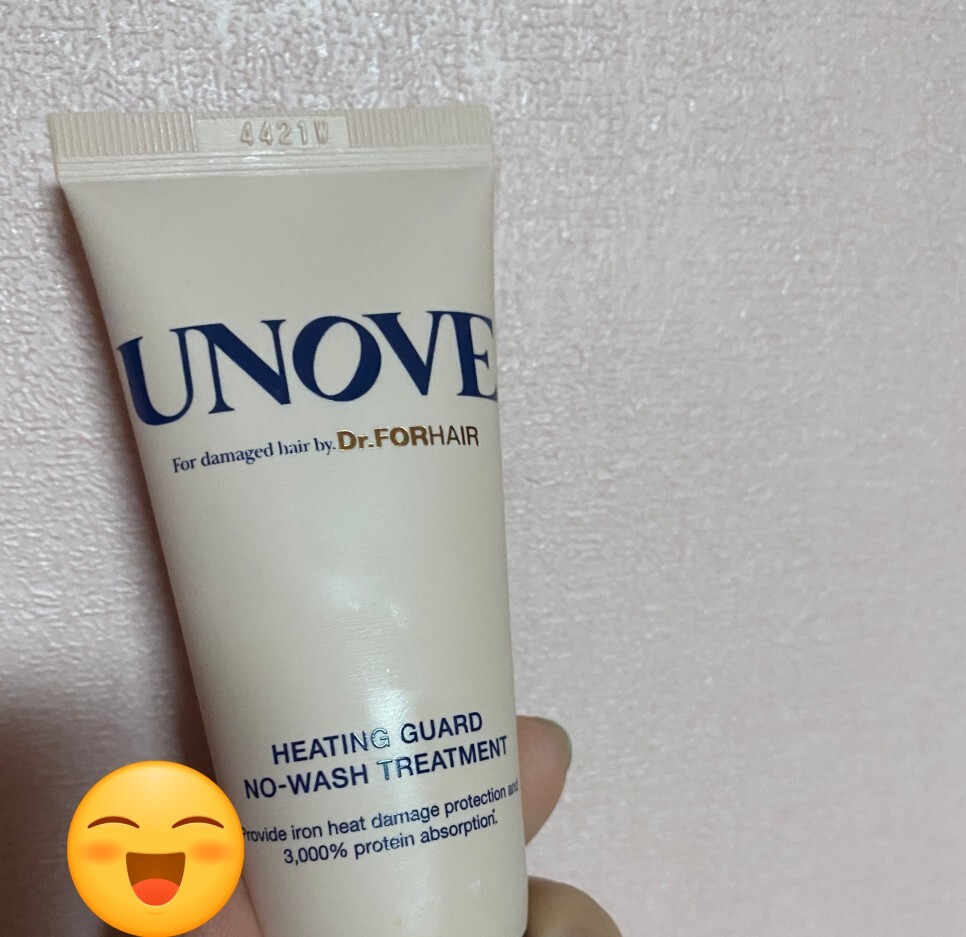 4421W
UNOVE
For damaged hair by. Dr.FORHAIR
HEATING GUARD
NO-WASH TREATMENT
Provide iron heat damage protection and
3,000% protein absorption*.